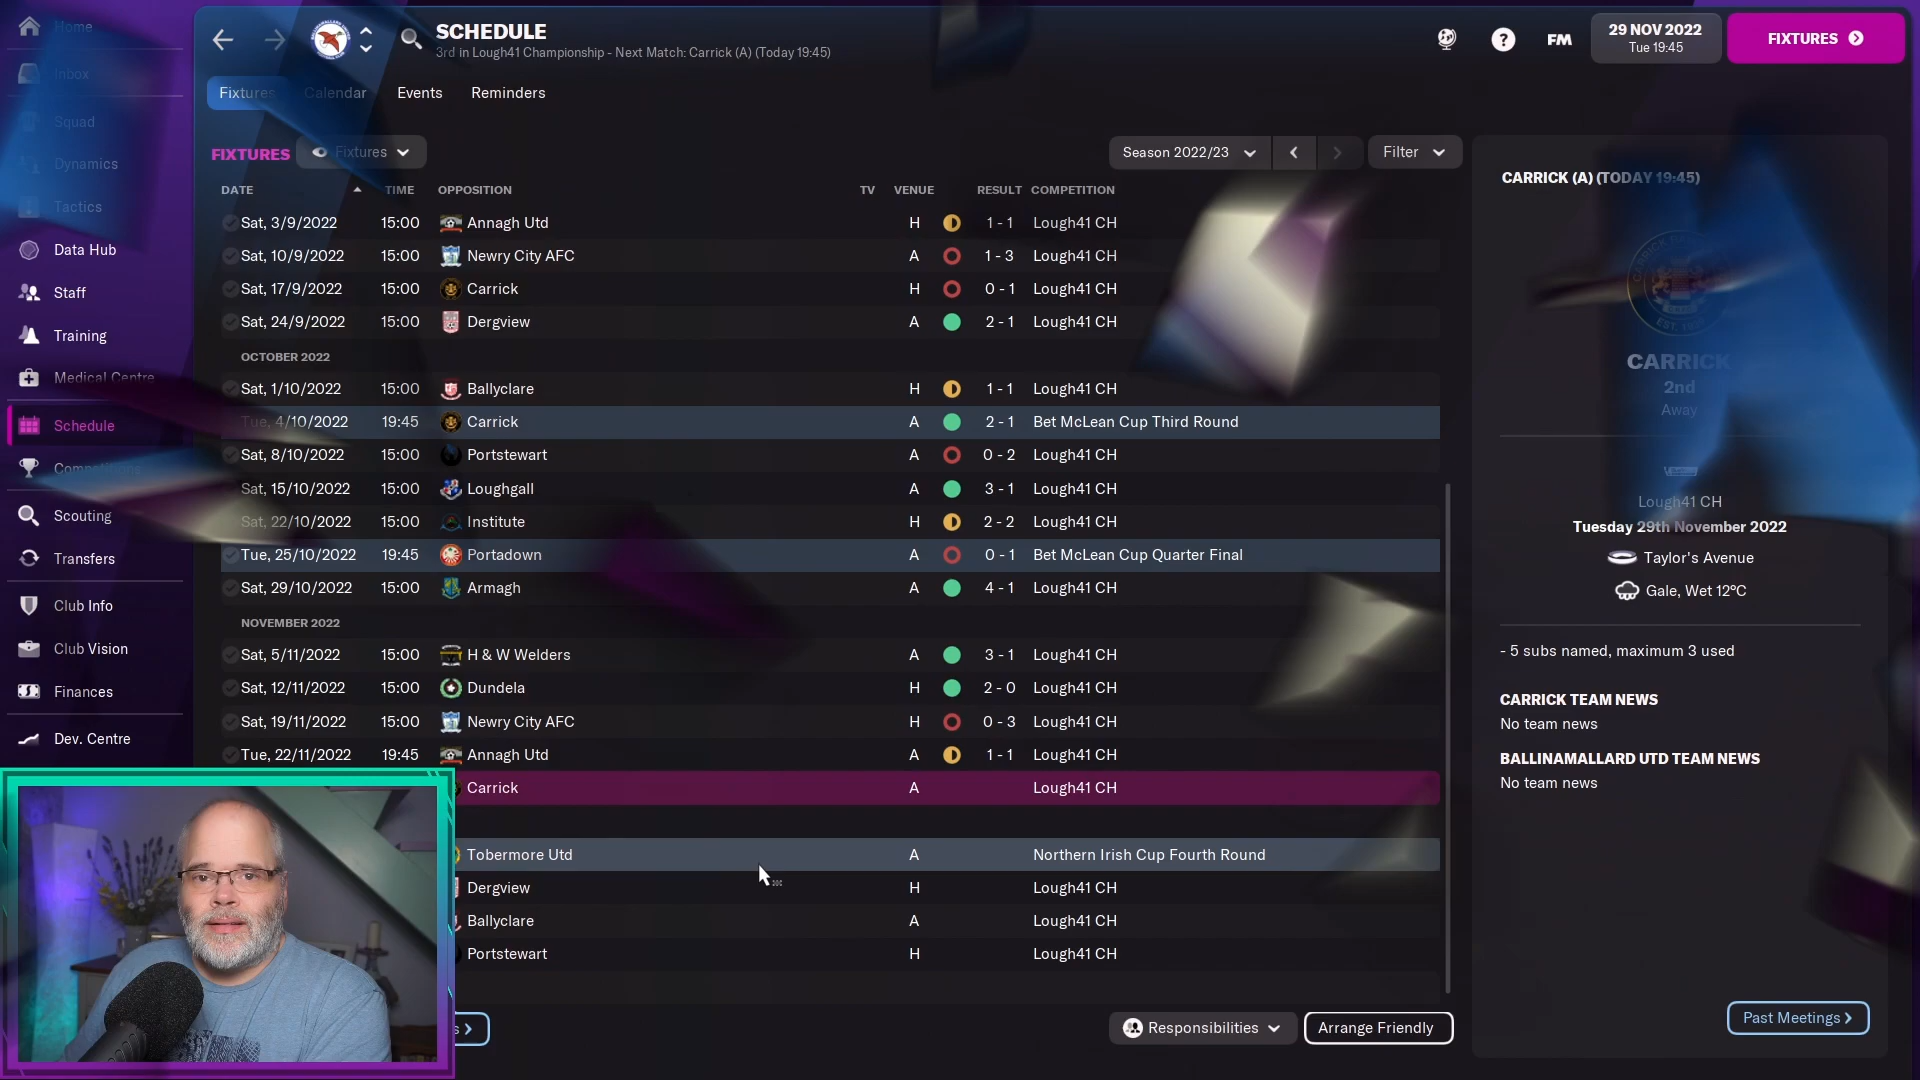 Home
SCHEDULE
3rd in Lough41 Championship - Next Match: Carrick (A) (Today 19:45)
?
FM
29 NOV 2022
Tue 19:45
FIXTURES
Inbox
Fixtures Calendar Events Reminders
Squad
Dynamics
Tactics
Data Hub
Staff
Training
Medical Centre
Schedule
Competitions
Scouting
Transfers
Club Info
Club Vision
Finances
Dev. Centre
FIXTURES Fixtures Season 2022/23 Filter
DATE TIME OPPOSITION TV VENUE RESULT COMPETITION
Sat, 3/9/2022 15:00 Annagh Utd H 1 - 1 Lough41 CH
Sat, 10/9/2022 15:00 Newry City AFC A 1 - 3 Lough41 CH
Sat, 17/9/2022 15:00 Carrick H 0 - 1 Lough41 CH
Sat, 24/9/2022 15:00 Dergview A 2 - 1 Lough41 CH
OCTOBER 2022
Sat, 1/10/2022 15:00 Ballyclare H 1 - 1 Lough41 CH
Tue, 4/10/2022 19:45 Carrick A 2 - 1 Bet McLean Cup Third Round
Sat, 8/10/2022 15:00 Portstewart A 0 - 2 Lough41 CH
Sat, 15/10/2022 15:00 Loughgall A 3 - 1 Lough41 CH
Sat, 22/10/2022 15:00 Institute H 2 - 2 Lough41 CH
Tue, 25/10/2022 19:45 Portadown A 0 - 1 Bet McLean Cup Quarter Final
Sat, 29/10/2022 15:00 Armagh A 4 - 1 Lough41 CH
NOVEMBER 2022
Sat, 5/11/2022 15:00 H & W Welders A 3 - 1 Lough41 CH
Sat, 12/11/2022 15:00 Dundela H 2 - 0 Lough41 CH
Sat, 19/11/2022 15:00 Newry City AFC H 0 - 3 Lough41 CH
Tue, 22/11/2022 19:45 Annagh Utd A 1 - 1 Lough41 CH
Carrick A Lough41 CH
Tobermore Utd A Northern Irish Cup Fourth Round
Dergview H Lough41 CH
Ballyclare A Lough41 CH
Portstewart H Lough41 CH
Responsibilities
Arrange Friendly
CARRICK (A) (TODAY 19:45)
CARRICK
2nd
Away
Lough41 CH
Tuesday 29th November 2022
Taylor's Avenue
Gale, Wet 12°C
- 5 subs named, maximum 3 used
CARRICK TEAM NEWS
No team news
BALLINAMALLARD UTD TEAM NEWS
No team news
Past Meetings